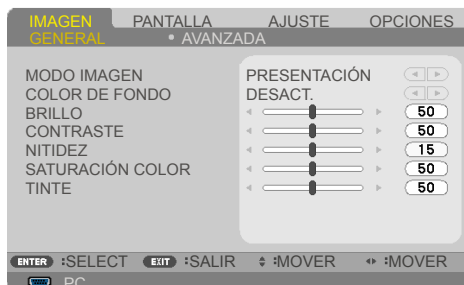 IMAGEN PANTALLA AJUSTE OPCIONES
GENERAL • AVANZADA
MODO IMAGEN PRESENTACIÓN
COLOR DE FONDO DESACT.
BRILLO 50
CONTRASTE 50
NITIDEZ 15
SATURACIÓN COLOR 50
TINTE 50
ENTER :SELECT EXIT :SALIR :MOVER :MOVER
PC